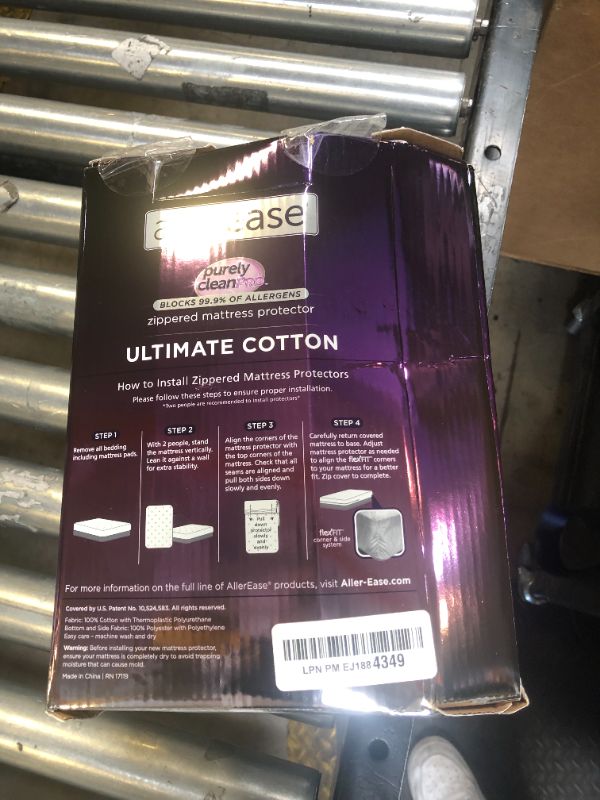 ease
purely
clean
BLOCKS 99.9% OF ALLERGENS
zippered mattress protector
ULTIMATE COTTON
How to Install Zippered Mattress Protectors
Please follow these steps to ensure proper installation.
*Two people are recommended to install protectors*
STEP 1
Remove all bedding
including mattress pads.
STEP 2
With 2 people, stand
the mattress vertically.
Lean it against a wall
for extra stability.
STEP 3
Align the corners of the
mattress protector with
the top corners of the
mattress. Check that all
seams are aligned and
pull both sides down
slowly and evenly.
Pull
down
protector
slowly
and
evenly
STEP 4
Carefully return covered
mattress to base. Adjust
mattress protector as needed
to align the flexFIT™ corners
to your mattress for a better
fit. Zip cover to complete.
flexFIT™
corner & side
system
For more information on the full line of AllerEase® products, visit Aller-Ease.com
Covered by U.S. Patent No. 10,524,583. All rights reserved.
Fabric: 100% Cotton with Thermoplastic Polyurethane
Bottom and Side Fabric: 100% Polyester with Polyethylene
Easy care – machine wash and dry
Warning: Before installing your new mattress protector,
ensure your mattress is completely dry to avoid trapping
moisture that can cause mold.
Made in China | RN 17119
LPN PM EJ188 4349